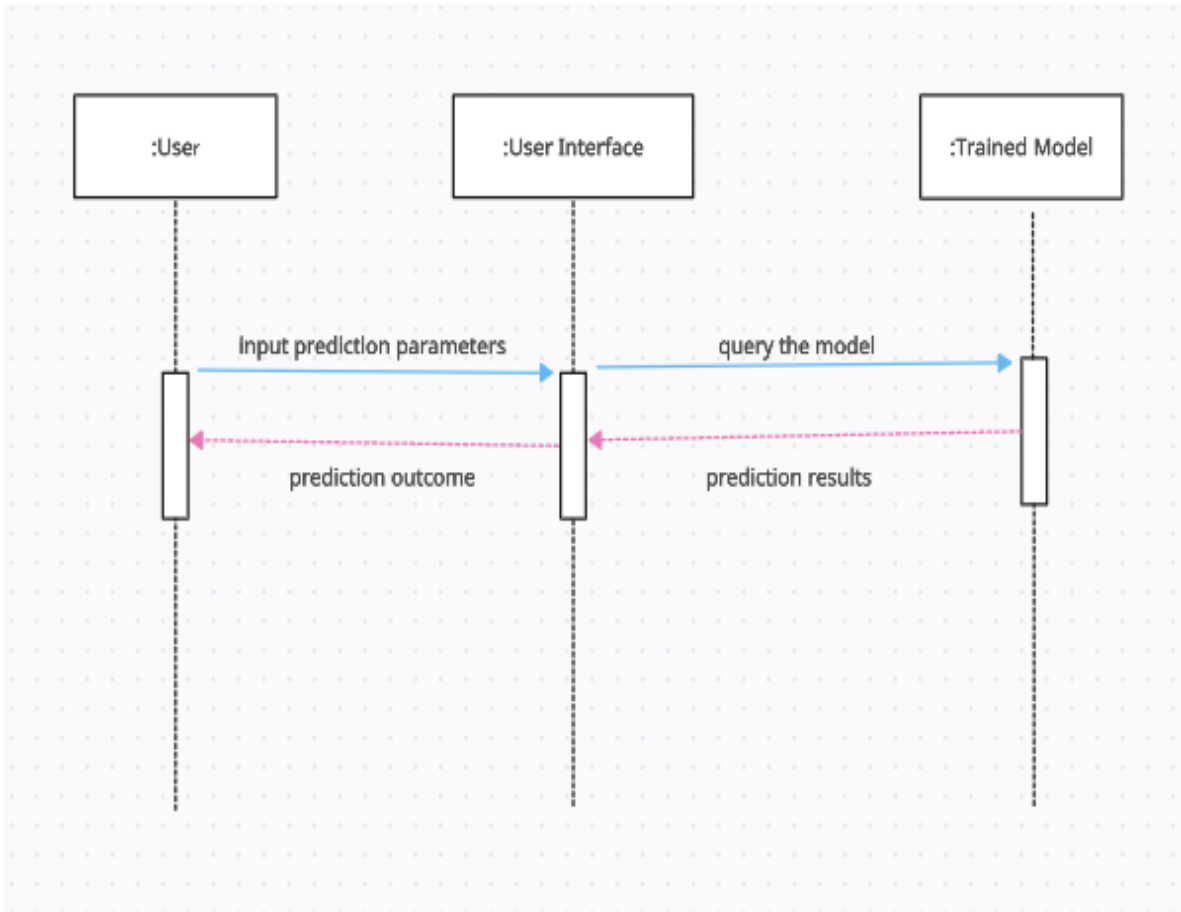 :User
:User Interface
:Trained Model
input prediction parameters
query the model
prediction outcome
prediction results